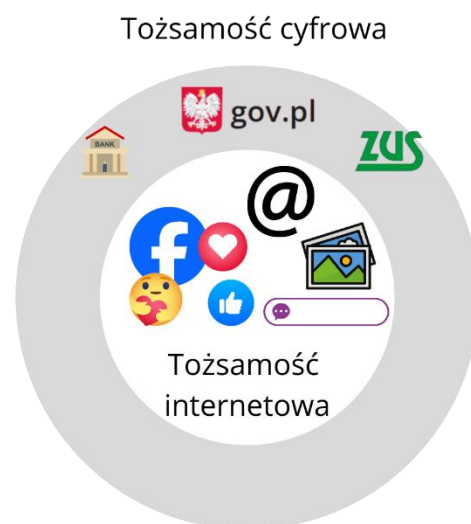 Tożsamość cyfrowa
gov.pl
BANK
ZUS
@
Tożsamość
internetowa